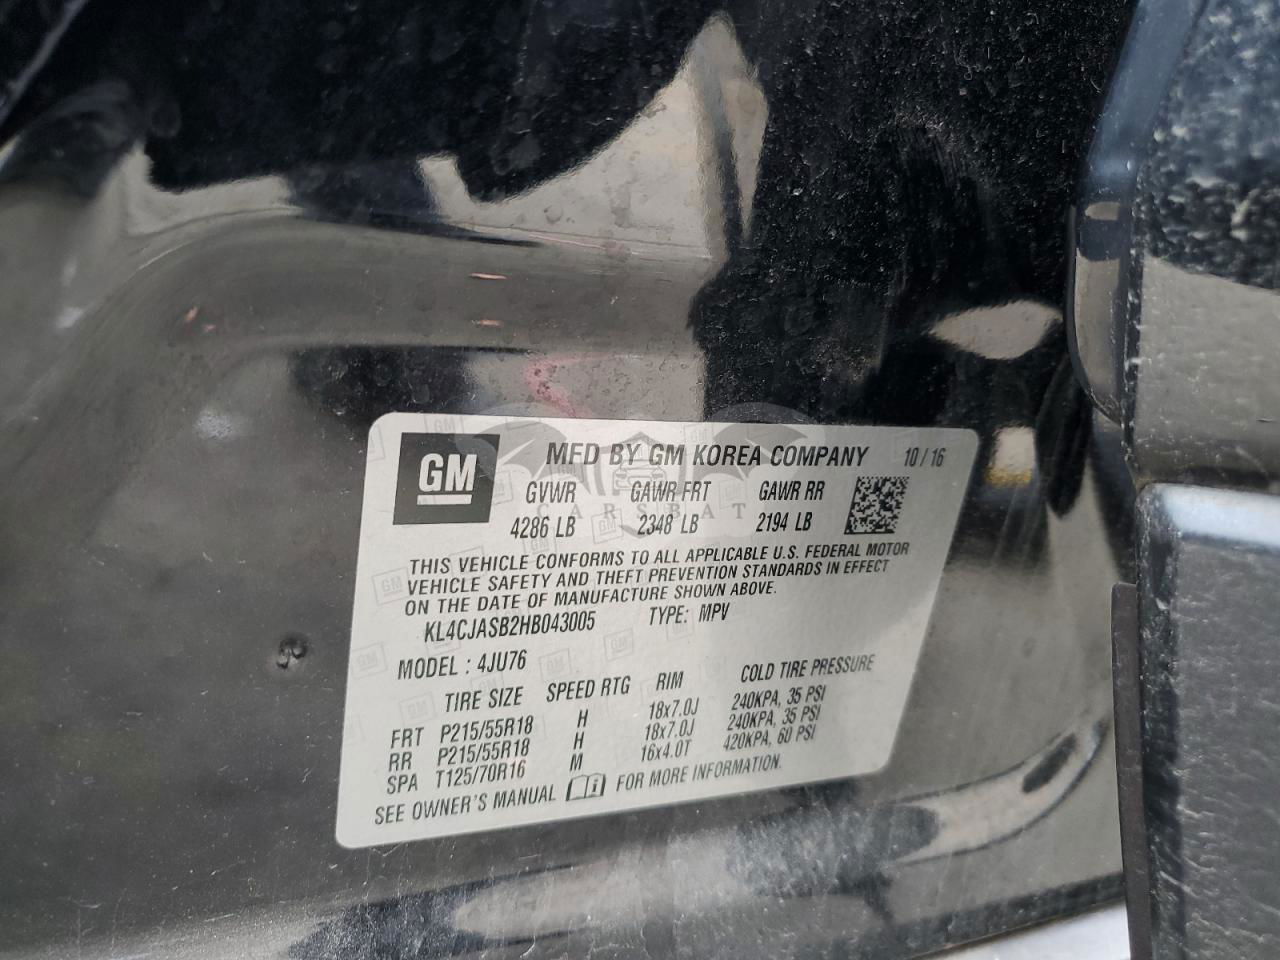 GM
MFD BY GM KOREA COMPANY 10/16
GVWR GAWR FRT GAWR RR
4286 LB 2348 LB 2194 LB
CARSBAT
THIS VEHICLE CONFORMS TO ALL APPLICABLE U.S. FEDERAL MOTOR
VEHICLE SAFETY AND THEFT PREVENTION STANDARDS IN EFFECT
ON THE DATE OF MANUFACTURE SHOWN ABOVE.
KL4CJASB2HB043005 TYPE: MPV
MODEL : 4JU76
TIRE SIZE SPEED RTG RIM COLD TIRE PRESSURE
FRT P215/55R18 H 18x7.0J 240KPA, 35 PSI
RR P215/55R18 H 18x7.0J 240KPA, 35 PSI
SPA T125/70R16 M 16x4.0T 420KPA, 60 PSI
SEE OWNER'S MANUAL FOR MORE INFORMATION.